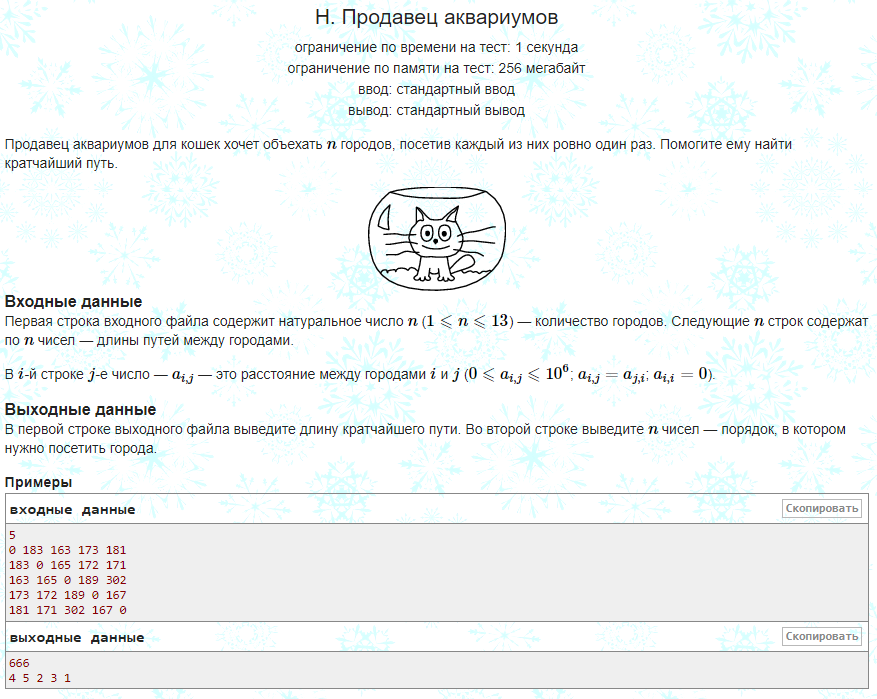 H. Продавец аквариумов
ограничение по времени на тест: 1 секунда
ограничение по памяти на тест: 256 мегабайт
ввод: стандартный ввод
вывод: стандартный вывод
Продавец аквариумов для кошек хочет объехать n городов, посетив каждый из них ровно один раз. Помогите ему найти
кратчайший путь.
Входные данные
Первая строка входного файла содержит натуральное число n (1 ⩽ n ⩽ 13) — количество городов. Следующие n строк содержат
по n чисел — длины путей между городами.
В i-й строке j-е число — a_{i,j} — это расстояние между городами i и j (0 ⩽ a_{i,j} ⩽ 10^6; a_{i,j} = a_{j,i}; a_{i,i} = 0).
Выходные данные
В первой строке выходного файла выведите длину кратчайшего пути. Во второй строке выведите n чисел — порядок, в котором
нужно посетить города.
Примеры
входные данные Скопировать
5
0 183 163 173 181
183 0 165 172 171
163 165 0 189 302
173 172 189 0 167
181 171 302 167 0
выходные данные Скопировать
666
4 5 2 3 1